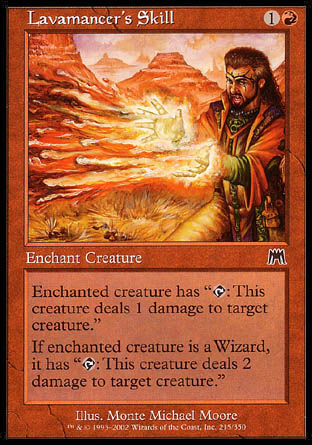 Lavamancer's Skill 1
Enchant Creature
Enchanted creature has “: This
creature deals 1 damage to target
creature.”
If enchanted creature is a Wizard,
it has “: This creature deals 2
damage to target creature.”
Illus. Monte Michael Moore
™ & © 1993–2002 Wizards of the Coast, Inc. 215/350